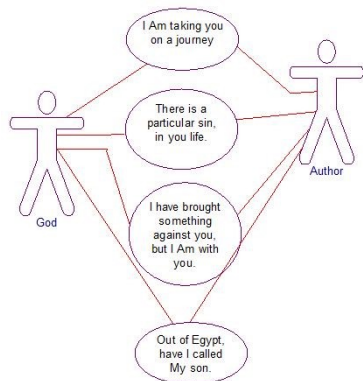 I Am taking you
on a journey
There is a
particular sin,
in you life.
Author
God
I have brought
something
against you,
but I Am with
you.
Out of Egypt,
have I called
My son.